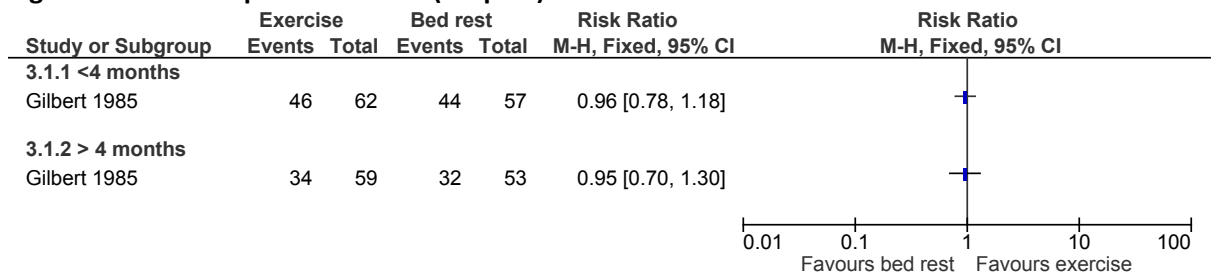 Exercise Bed rest Risk Ratio Risk Ratio
Study or Subgroup Events Total Events Total M-H, Fixed, 95% CI M-H, Fixed, 95% CI
3.1.1 <4 months
Gilbert 1985 46 62 44 57 0.96 [0.78, 1.18]
3.1.2 > 4 months
Gilbert 1985 34 59 32 53 0.95 [0.70, 1.30]
0.01 0.1 1 10 100
Favours bed rest Favours exercise